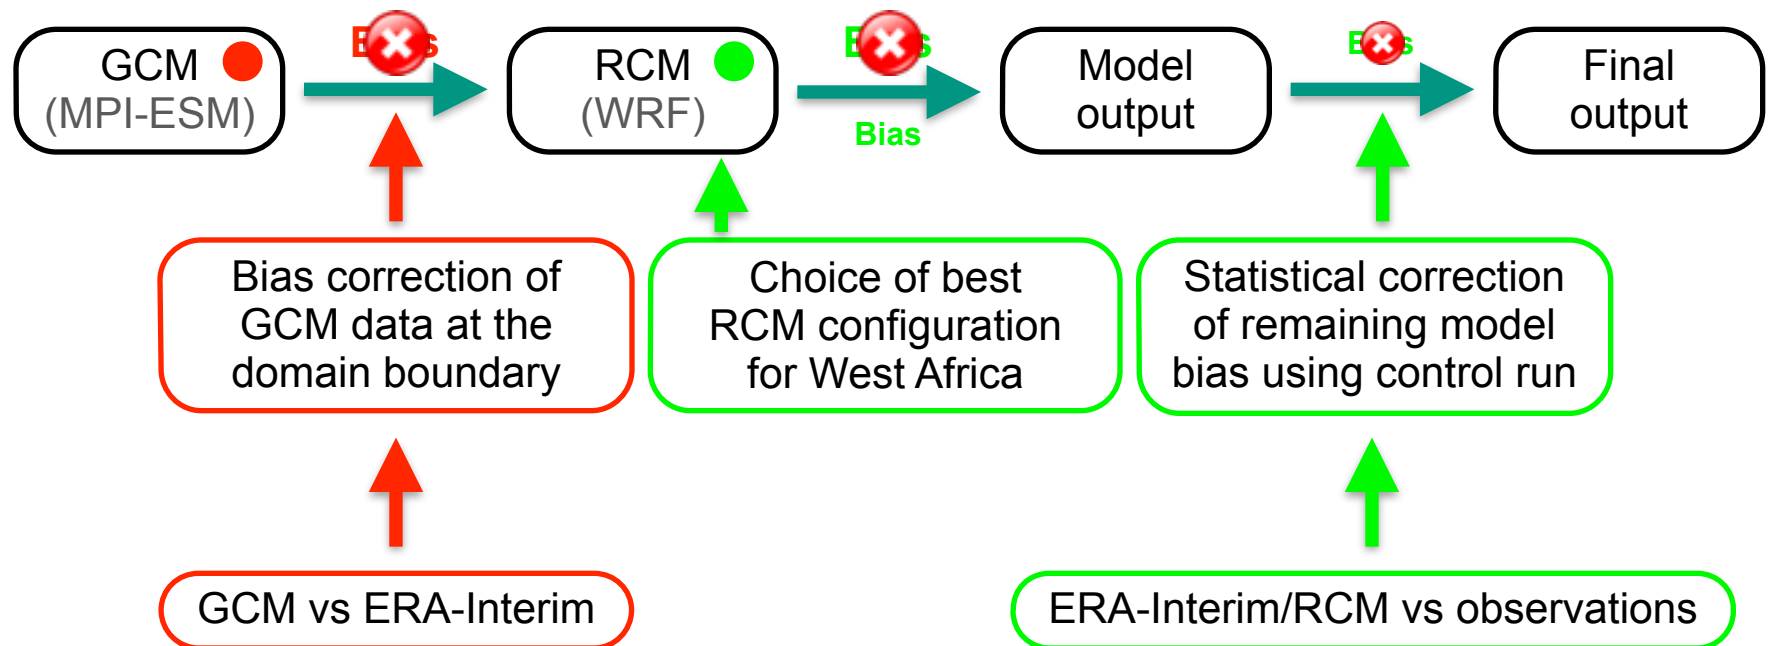 GCM
(MPI-ESM)
RCM
(WRF)
Bias
Model
output
Final
output
Bias correction of
GCM data at the
domain boundary
Choice of best
RCM configuration
for West Africa
Statistical correction
of remaining model
bias using control run
GCM vs ERA-Interim
ERA-Interim/RCM vs observations